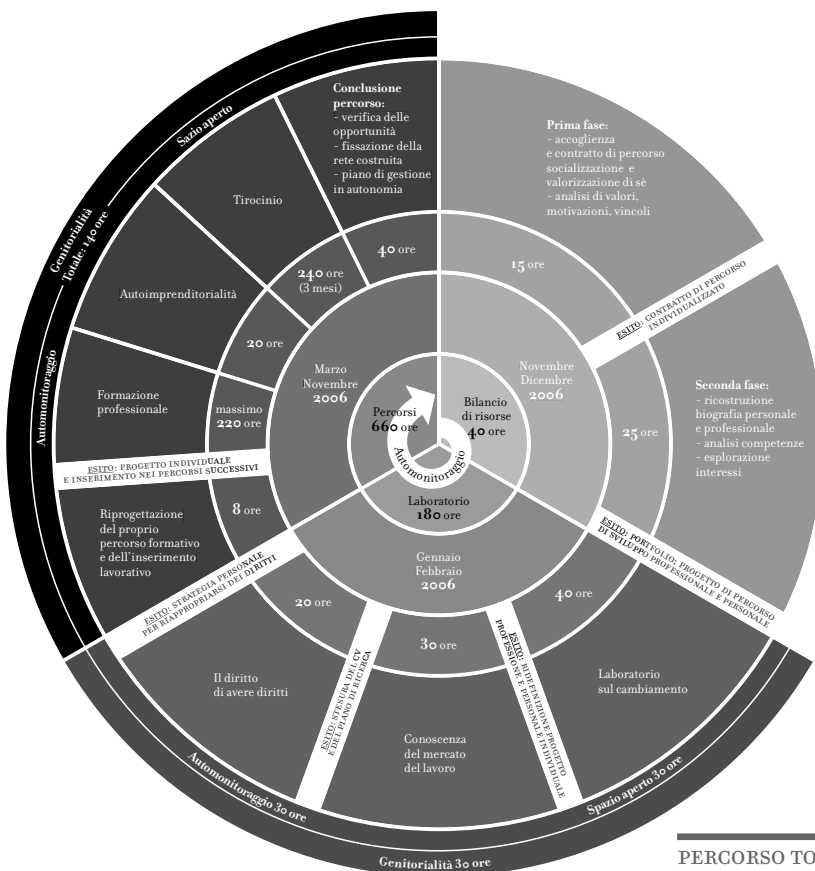 Conclusione
percorso:
- verifica delle
opportunità
- fissazione della
rete costruita
- piano di gestione
in autonomia
40 ore
Tirocinio
240 ore
(3 mesi)
Autoimprenditorialità
20 ore
Formazione
professionale
massimo
220 ore
ESITO: PROGETTO INDIVIDUALE
E INSERIMENTO NEI PERCORSI SUCCESSIVI
Riprogettazione
del proprio
percorso formativo
e dell'inserimento
lavorativo
8 ore
Sazio aperto
Genitorialità
Totale: 140 ore
Automonitoraggio
Marzo
Novembre
2006
Percorsi
660 ore
Automonitoraggio
Bilancio
di risorse
40 ore
Novembre
Dicembre
2006
Prima fase:
- accoglienza
e contratto di percorso
socializzazione e
valorizzazione di sè
- analisi di valori,
motivazioni, vincoli
15 ore
ESITO: CONTRATTO DI PERCORSO
INDIVIDUALIZZATO
Seconda fase:
- ricostruzione
biografia personale
e professionale
- analisi competenze
- esplorazione
interessi
25 ore
ESITO: PORTFOLIO; PROGETTO DI PERCORSO
DI SVILUPPO PROFESSIONALE E PERSONALE
Laboratorio
180 ore
Gennaio
Febbraio
2006
40 ore
Laboratorio
sul cambiamento
ESITO: RIDEFINIZIONE PROGETTO
PROFESSIONE E PERSONALE INDIVIDUALE
30 ore
Conoscenza
del mercato
del lavoro
ESITO: STESURA DEL CV
E DEL PIANO DI RICERCA
20 ore
Il diritto
di avere diritti
ESITO: STRATEGIA PERSONALE
PER RIAPPROPRIARSI DEI DIRITTI
Automonitoraggio 30 ore
Genitorialità 30 ore
Spazio aperto 30 ore
PERCORSO TO